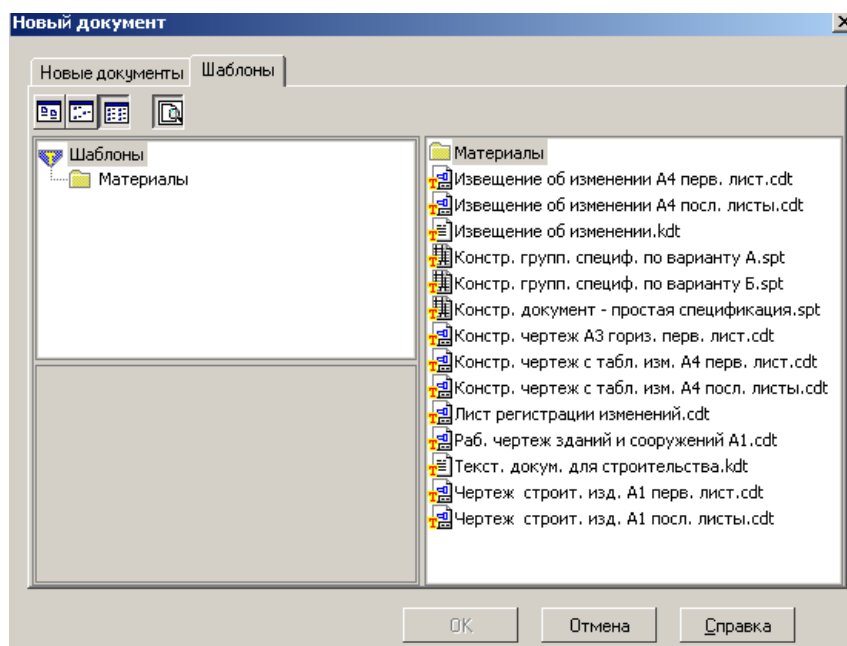 Новый документ
Новые документы
Шаблоны
Шаблоны
Материалы
Материалы
Извещение об изменении А4 перв. лист.cdt
Извещение об изменении А4 посл. листы.cdt
Извещение об изменении.kdt
Констр. групп. специф. по варианту А.spt
Констр. групп. специф. по варианту Б.spt
Констр. документ - простая спецификация.spt
Констр. чертеж А3 гориз. перв. лист.cdt
Констр. чертеж с табл. изм. А4 перв. лист.cdt
Констр. чертеж с табл. изм. А4 посл. листы.cdt
Лист регистрации изменений.cdt
Раб. чертеж зданий и сооружений А1.cdt
Текст. докум. для строительства.kdt
Чертеж строит. изд. А1 перв. лист.cdt
Чертеж строит. изд. А1 посл. листы.cdt
OK
Отмена
Справка